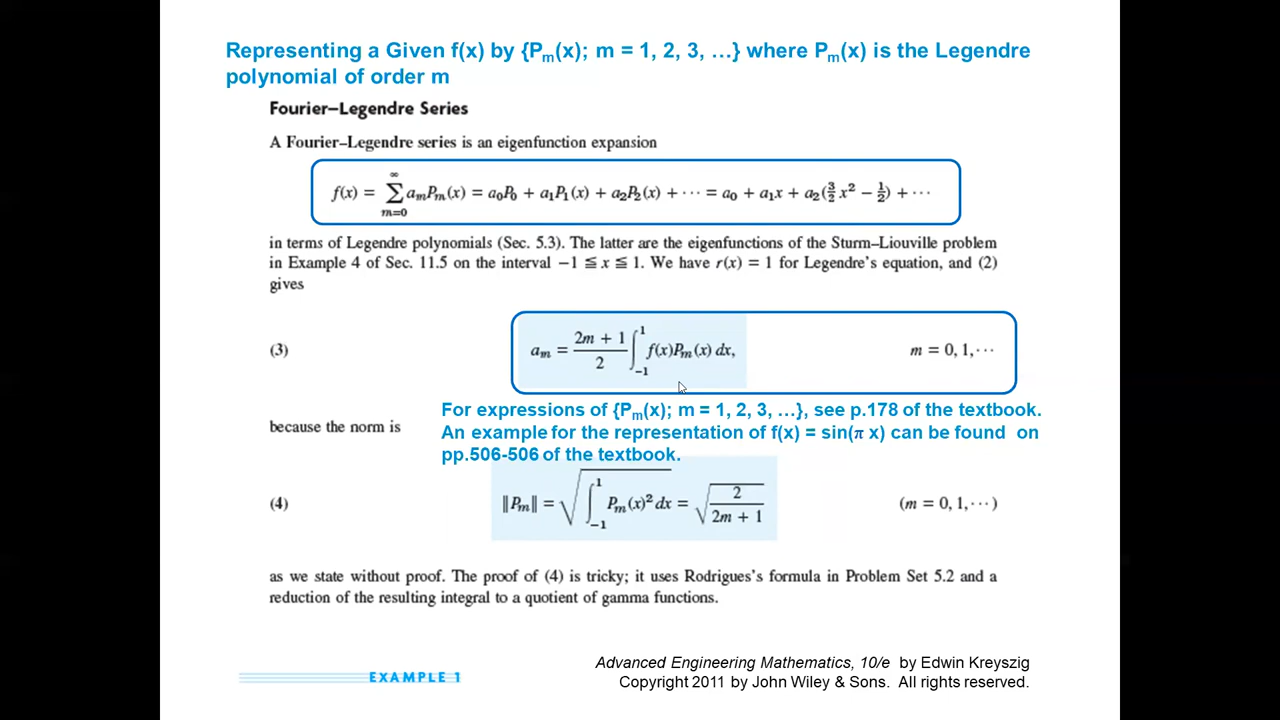 Representing a Given f(x) by {Pₘ(x); m = 1, 2, 3, …} where Pₘ(x) is the Legendre
polynomial of order m
Fourier–Legendre Series
A Fourier–Legendre series is an eigenfunction expansion
f(x) = ∑_{m=0}^{∞} aₘPₘ(x) = a₀P₀ + a₁P₁(x) + a₂P₂(x) + ··· = a₀ + a₁x + a₂(3/2 x² − 1/2) + ···
in terms of Legendre polynomials (Sec. 5.3). The latter are the eigenfunctions of the Sturm–Liouville problem
in Example 4 of Sec. 11.5 on the interval −1 ≦ x ≦ 1. We have r(x) = 1 for Legendre's equation, and (2)
gives
(3) aₘ = (2m + 1)/2 ∫_{−1}^{1} f(x)Pₘ(x) dx, m = 0, 1, ···
For expressions of {Pₘ(x); m = 1, 2, 3, …}, see p.178 of the textbook.
because the norm is
An example for the representation of f(x) = sin(π x) can be found on
pp.506-506 of the textbook.
(4) ‖Pₘ‖ = √(∫_{−1}^{1} Pₘ(x)² dx) = √(2/(2m + 1)) (m = 0, 1, ···)
as we state without proof. The proof of (4) is tricky; it uses Rodrigues's formula in Problem Set 5.2 and a
reduction of the resulting integral to a quotient of gamma functions.
EXAMPLE 1
Advanced Engineering Mathematics, 10/e by Edwin Kreyszig
Copyright 2011 by John Wiley & Sons. All rights reserved.